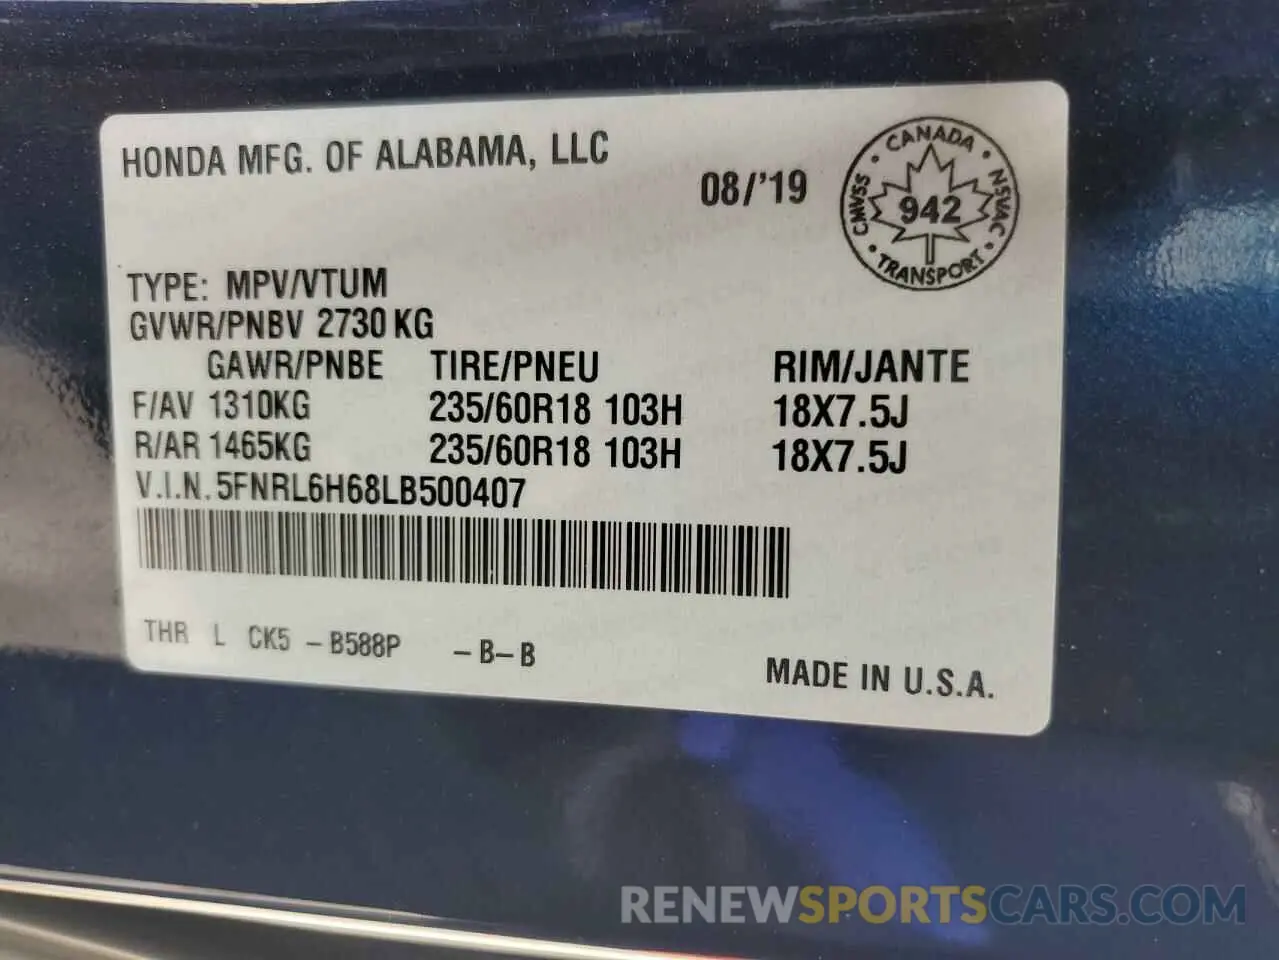 HONDA MFG. OF ALABAMA, LLC
08/'19
CANADA
CMVSS 942 NSVAC
TRANSPORT
TYPE: MPV/VTUM
GVWR/PNBV 2730 KG
GAWR/PNBE TIRE/PNEU RIM/JANTE
F/AV 1310KG 235/60R18 103H 18X7.5J
R/AR 1465KG 235/60R18 103H 18X7.5J
V.I.N. 5FNRL6H68LB500407
THR L CK5 - B588P - B - B
MADE IN U.S.A.
RENEWSPORTSCARS.COM